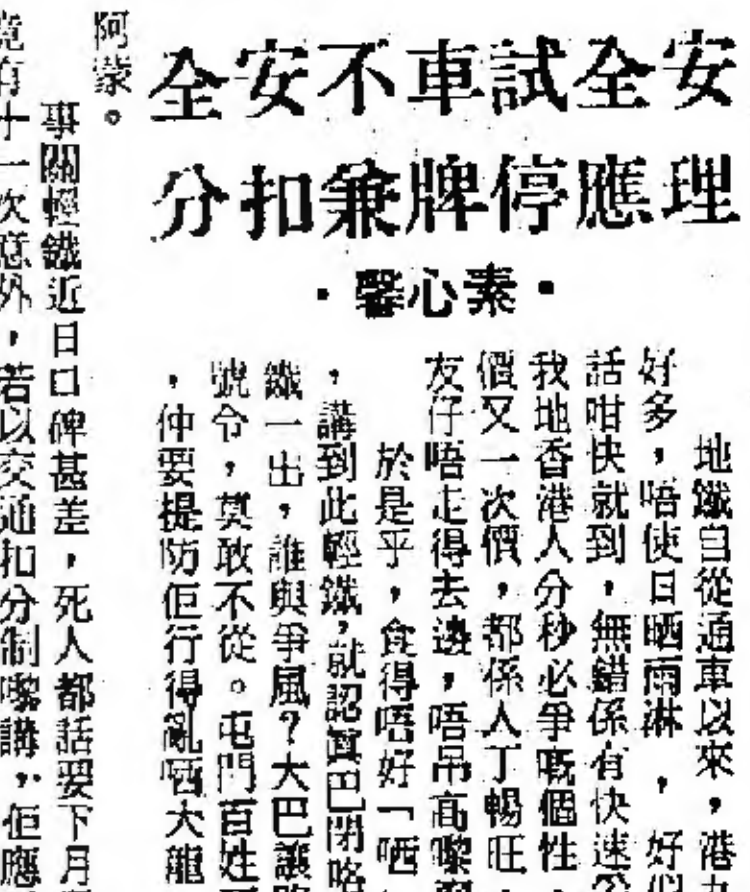 安全試車不安全
理應停牌兼扣分
·素心馨·
地鐵自從通車以來,港九
好多,唔使日晒雨淋,好似
話咁快就到,無錯係有快速
我地香港人分秒必爭嘅個性
價又一次價,都係人丁暢旺
友仔唔走得去邊,唔吊高嚟
於是乎,食得唔好「晒
,講到此輕鐵,就認眞巴閉
鐵一出,誰與爭風?大巴讓
號令,莫敢不從。屯門百姓
,仲要提防佢行得亂晒大籠
阿蒙。
事關輕鐵近日口碑甚差,死人都話要下月
竟有十一次意外,若以交通扣分制嚟講,佢應